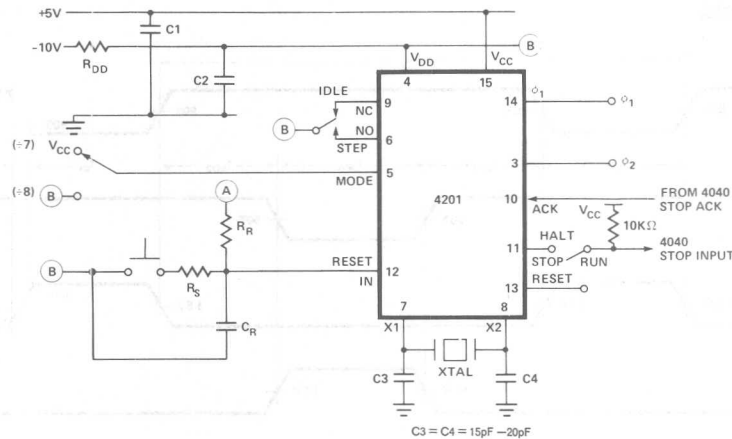 +5V
C1
-10V
RDD
C2
B
VDD
VCC
4
15
IDLE
9
NC
B
NO
6
STEP
14
ϕ1
ϕ1
(÷7)
VCC
5
MODE
3
ϕ2
4201
(÷8)
B
A
10
ACK
FROM 4040
STOP ACK
VCC
10KΩ
RR
HALT
11
STOP
RUN
4040
STOP INPUT
B
RS
RESET
IN
12
13
RESET
CR
7
8
X1
X2
C3
XTAL
C4
C3 = C4 = 15pF –20pF